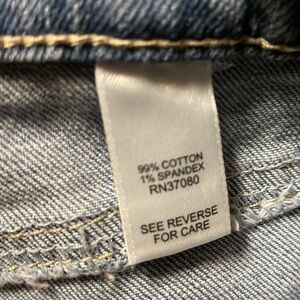 99% COTTON
1% SPANDEX
RN37080
SEE REVERSE
FOR CARE